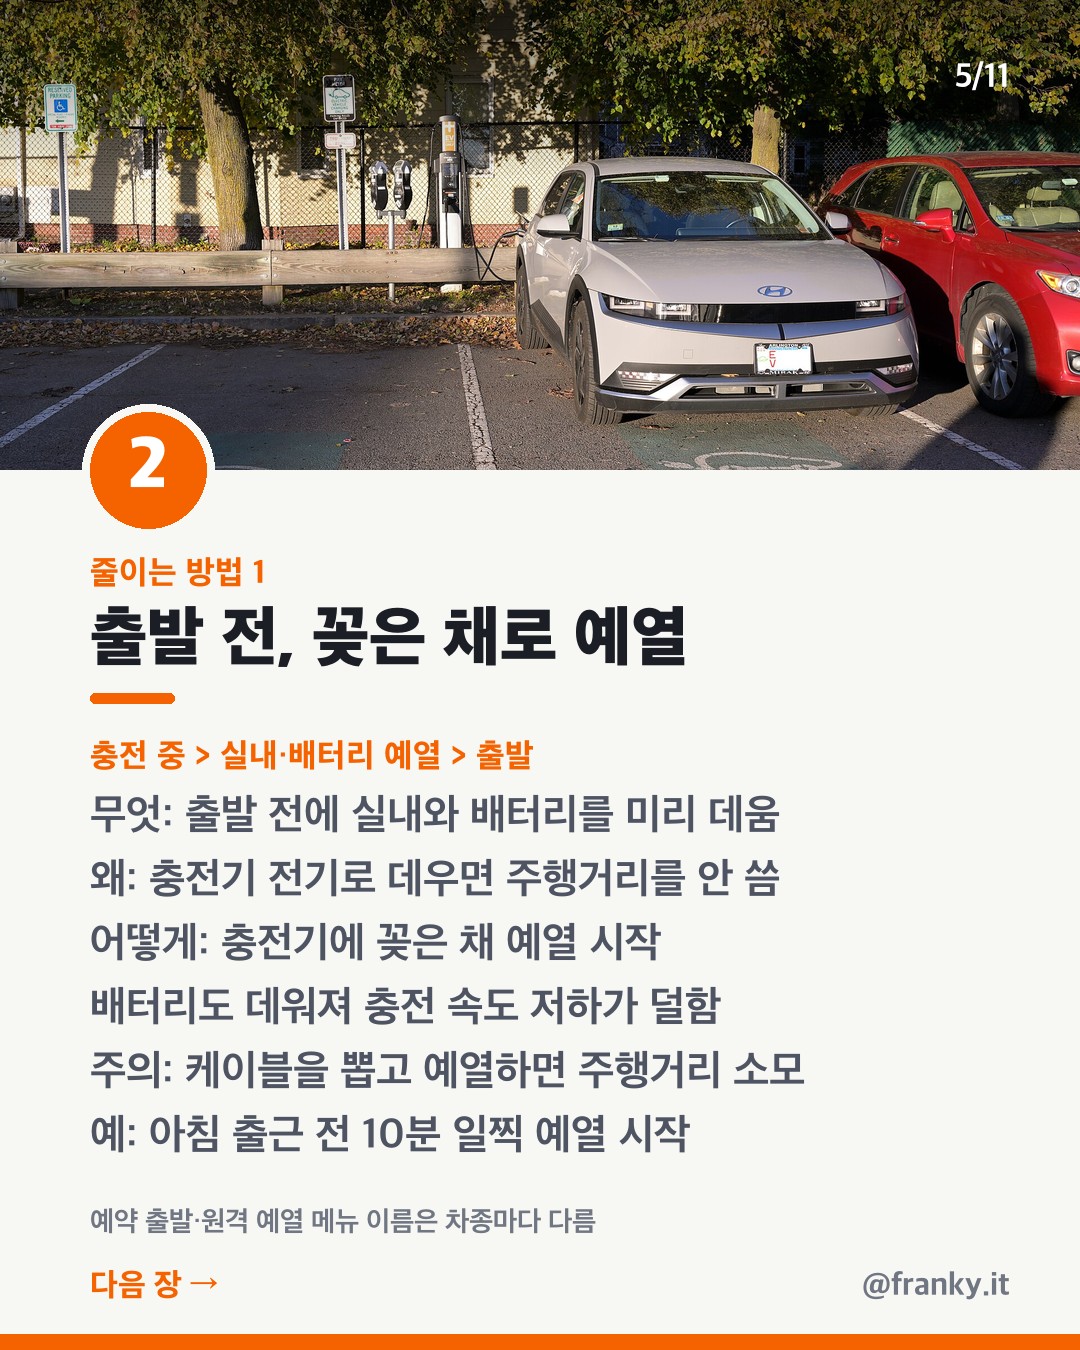 5/11
RESERVED
PARKING
ARLINGTON
EV
MIRAK
2
줄이는 방법 1
출발 전, 꽂은 채로 예열
충전 중 > 실내·배터리 예열 > 출발
무엇: 출발 전에 실내와 배터리를 미리 데움
왜: 충전기 전기로 데우면 주행거리를 안 씀
어떻게: 충전기에 꽂은 채 예열 시작
배터리도 데워져 충전 속도 저하가 덜함
주의: 케이블을 뽑고 예열하면 주행거리 소모
예: 아침 출근 전 10분 일찍 예열 시작
예약 출발·원격 예열 메뉴 이름은 차종마다 다름
다음 장 →
@franky.it